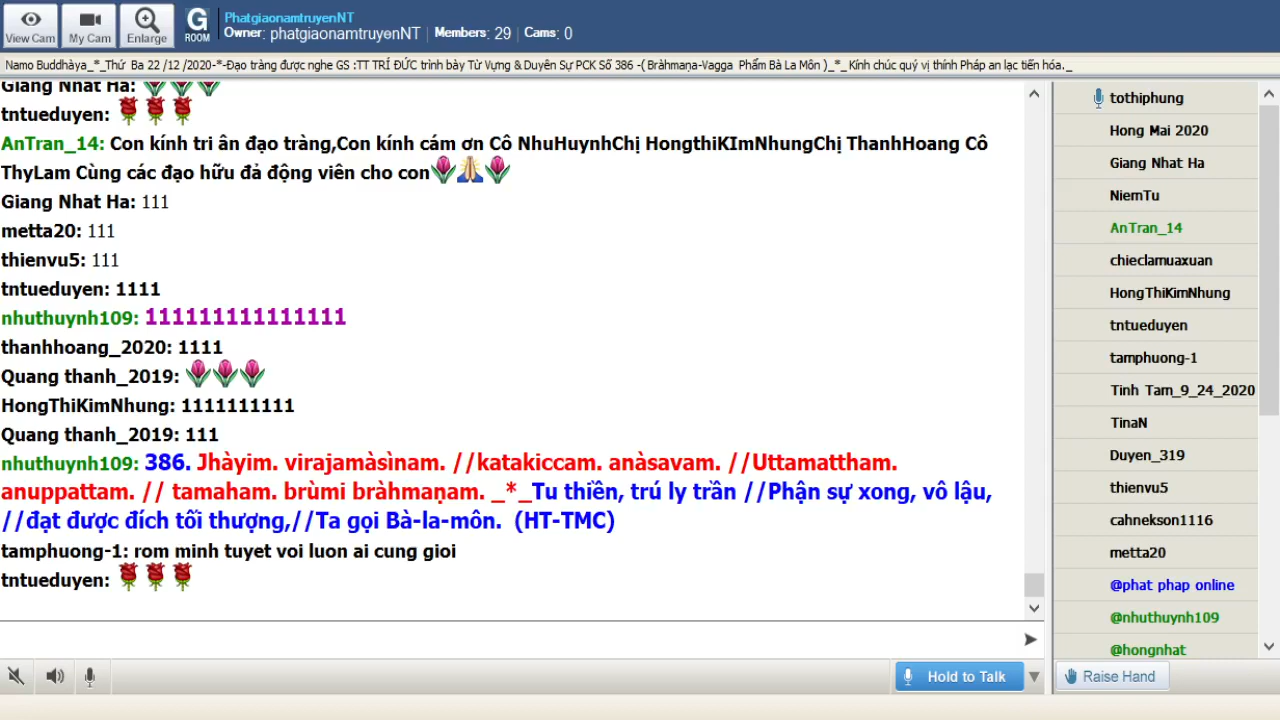 View Cam
My Cam
Enlarge
G
ROOM
PhatgiaonamtruyenNT
Owner: phatgiaonamtruyenNT | Members: 29 | Cams: 0
Namo Buddhàya_*_Thứ Ba 22 /12 /2020-*-Đạo tràng được nghe GS :TT TRÍ ĐỨC trình bày Từ Vựng & Duyên Sự PCK Số 386 -( Bràhmaṇa-Vagga Phẩm Bà La Môn )_*_ Kính chúc quý vị thính Pháp an lạc tiến hóa._
Giang Nhat Ha:
tntueduyen:
AnTran_14: Con kính tri ân đạo tràng,Con kính cám ơn Cô NhuHuynhChị HongthiKImNhungChị ThanhHoang Cô
ThyLam Cùng các đạo hữu đả động viên cho con
Giang Nhat Ha: 111
metta20: 111
thienvu5: 111
tntueduyen: 1111
nhuthuynh109: 111111111111111
thanhhoang_2020: 1111
Quang thanh_2019:
HongThiKimNhung: 1111111111
Quang thanh_2019: 111
nhuthuynh109: 386. Jhàyim. virajamàsìnam. //katakiccam. anàsavam. //Uttamattham.
anuppattam. // tamaham. brùmi bràhmaṇam. _*_Tu thiền, trú ly trần //Phận sự xong, vô lậu,
//đạt được đích tối thượng,//Ta gọi Bà-la-môn. (HT-TMC)
tamphuong-1: rom minh tuyet voi luon ai cung gioi
tntueduyen:
Hold to Talk
tothiphung
Hong Mai 2020
Giang Nhat Ha
NiemTu
AnTran_14
chieclamuaxuan
HongThiKimNhung
tntueduyen
tamphuong-1
Tinh Tam_9_24_2020
TinaN
Duyen_319
thienvu5
cahnekson1116
metta20
@phat phap online
@nhuthuynh109
@hongnhat
Raise Hand